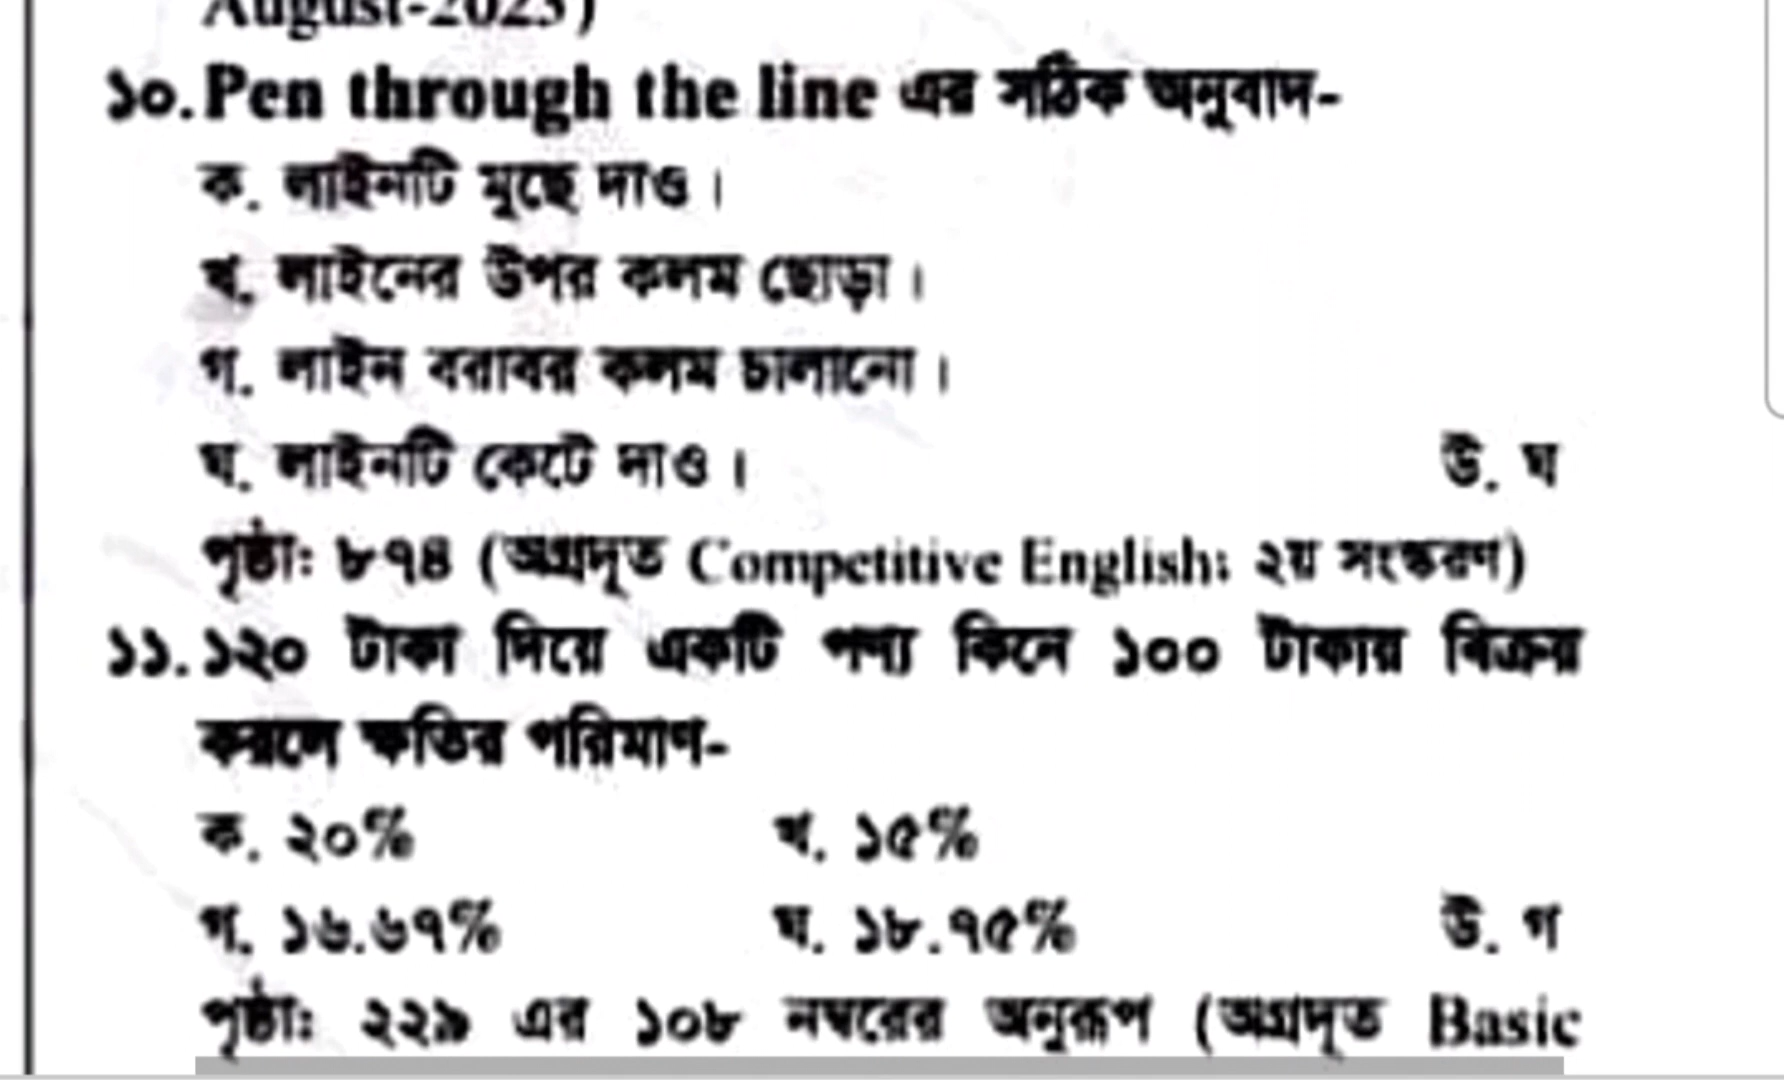 August-2023)
১০. Pen through the line এর সঠিক অনুবাদ-
ক. লাইনটি মুছে দাও।
খ. লাইনের উপর কলম ছোড়া।
গ. লাইন বরাবর কলম চালানো।
ঘ. লাইনটি কেটে দাও। উ. ঘ
পৃষ্ঠা: ৮৭৪ (অগ্রদূত Competitive English: ২য় সংস্করণ)
১১. ১২০ টাকা দিয়ে একটি পণ্য কিনে ১০০ টাকায় বিক্রয়
করলে ক্ষতির পরিমাণ-
ক. ২০% খ. ১৫%
গ. ১৬.৬৭% ঘ. ১৮.৭৫% উ. গ
পৃষ্ঠা: ২২৯ এর ১০৮ নম্বরের অনুরূপ (অগ্রদূত Basic